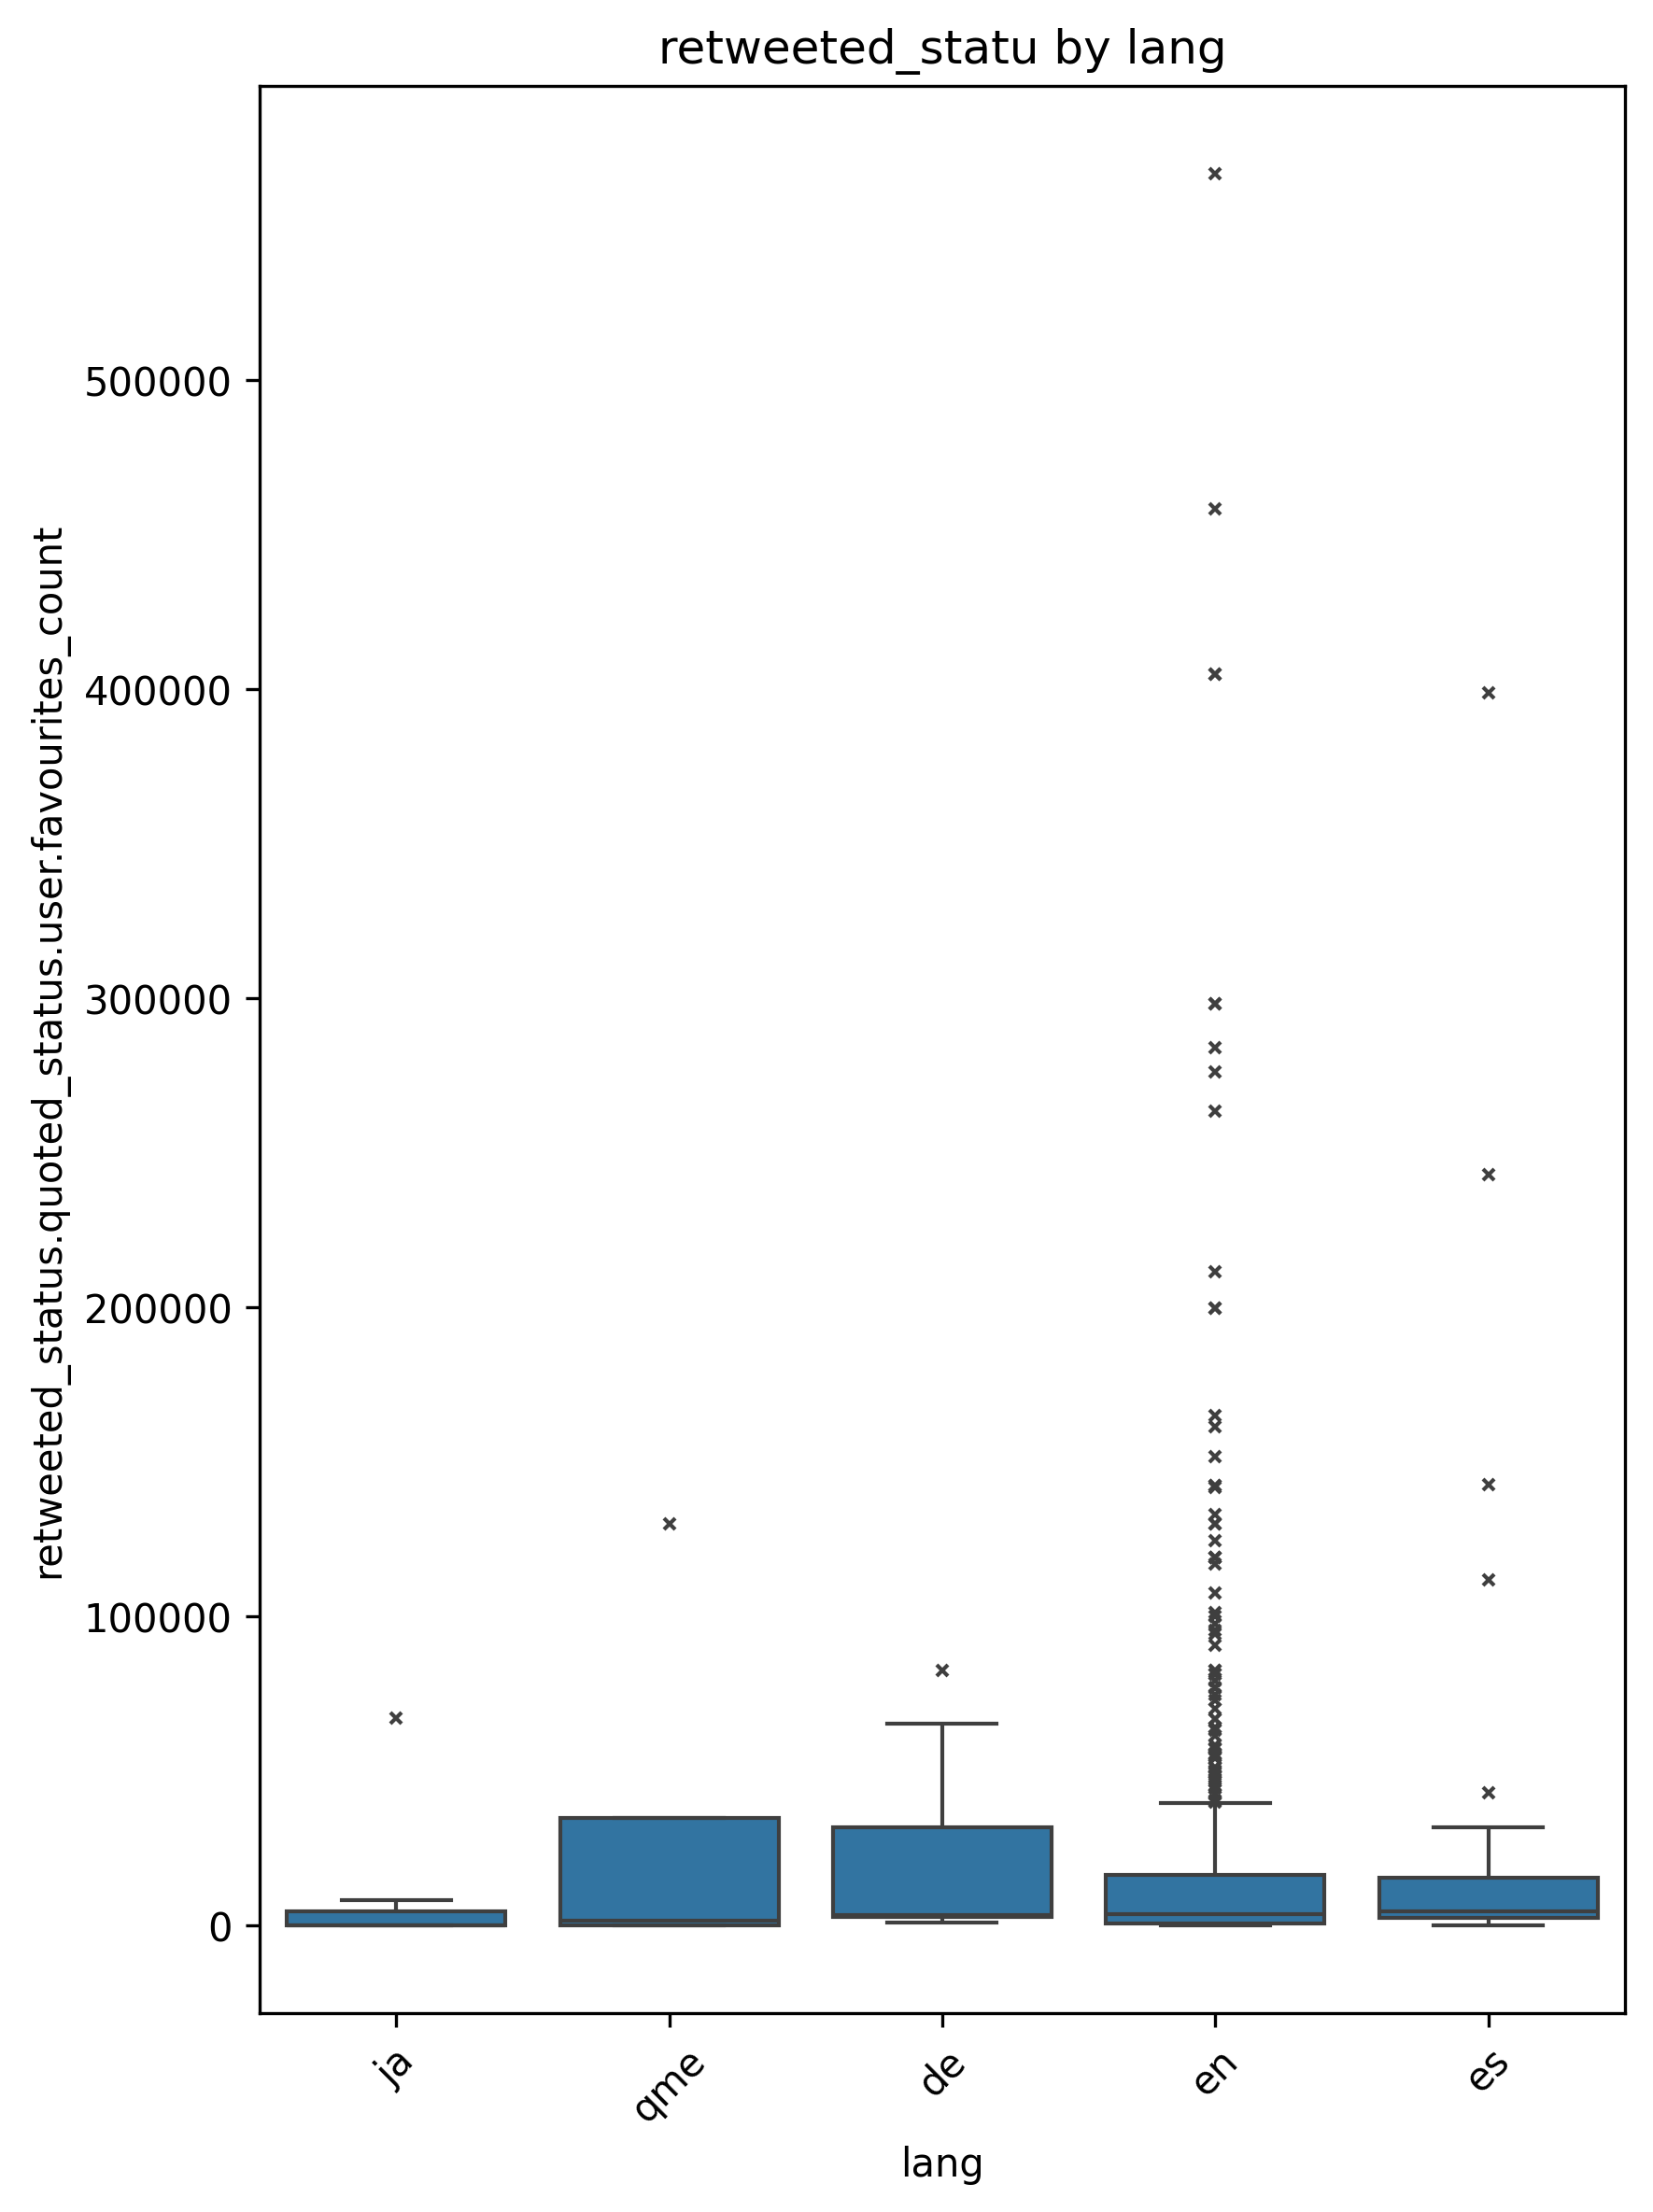 retweeted_statu by lang
retweeted_status.quoted_status.user.favourites_count
500000
400000
300000
200000
100000
0
ja
qme
de
en
es
lang